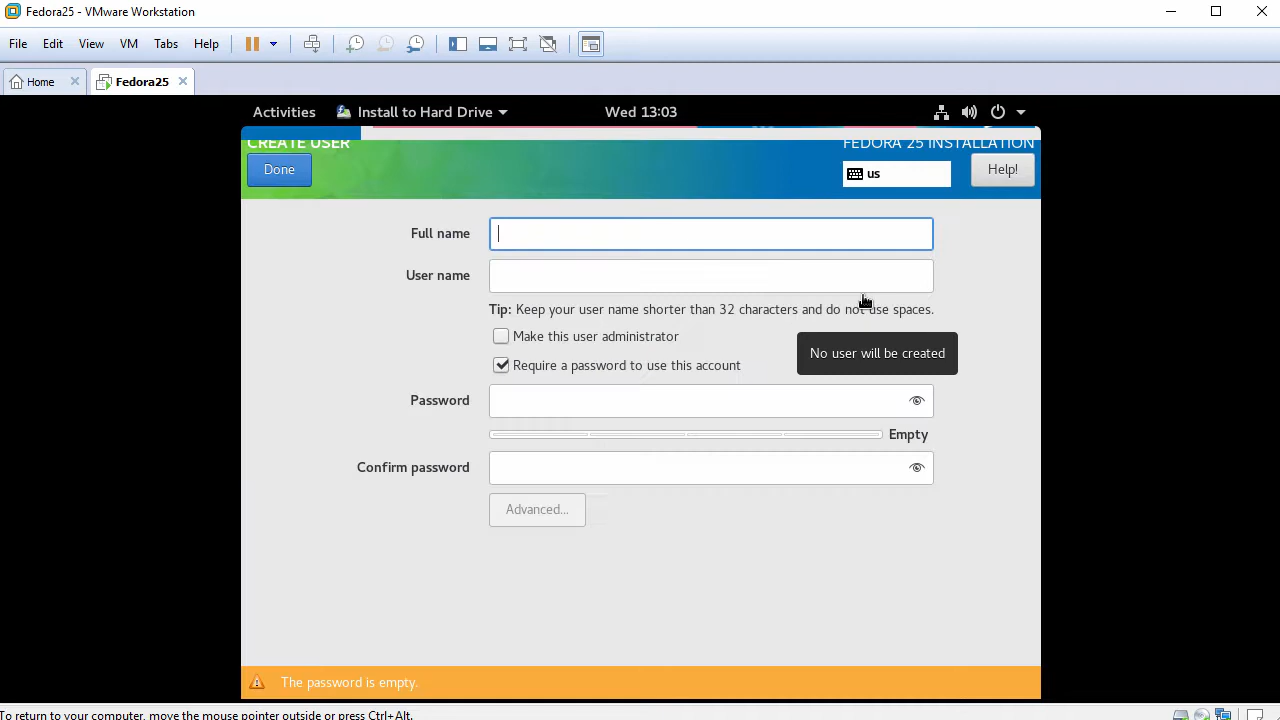 Fedora25 - VMware Workstation
File Edit View VM Tabs Help
Home Fedora25
Activities Install to Hard Drive Wed 13:03
CREATE USER FEDORA 25 INSTALLATION
Done us Help!
Full name
User name
Tip: Keep your user name shorter than 32 characters and do not use spaces.
Make this user administrator
No user will be created
Require a password to use this account
Password
Empty
Confirm password
Advanced...
The password is empty.
To return to your computer, move the mouse pointer outside or press Ctrl+Alt.